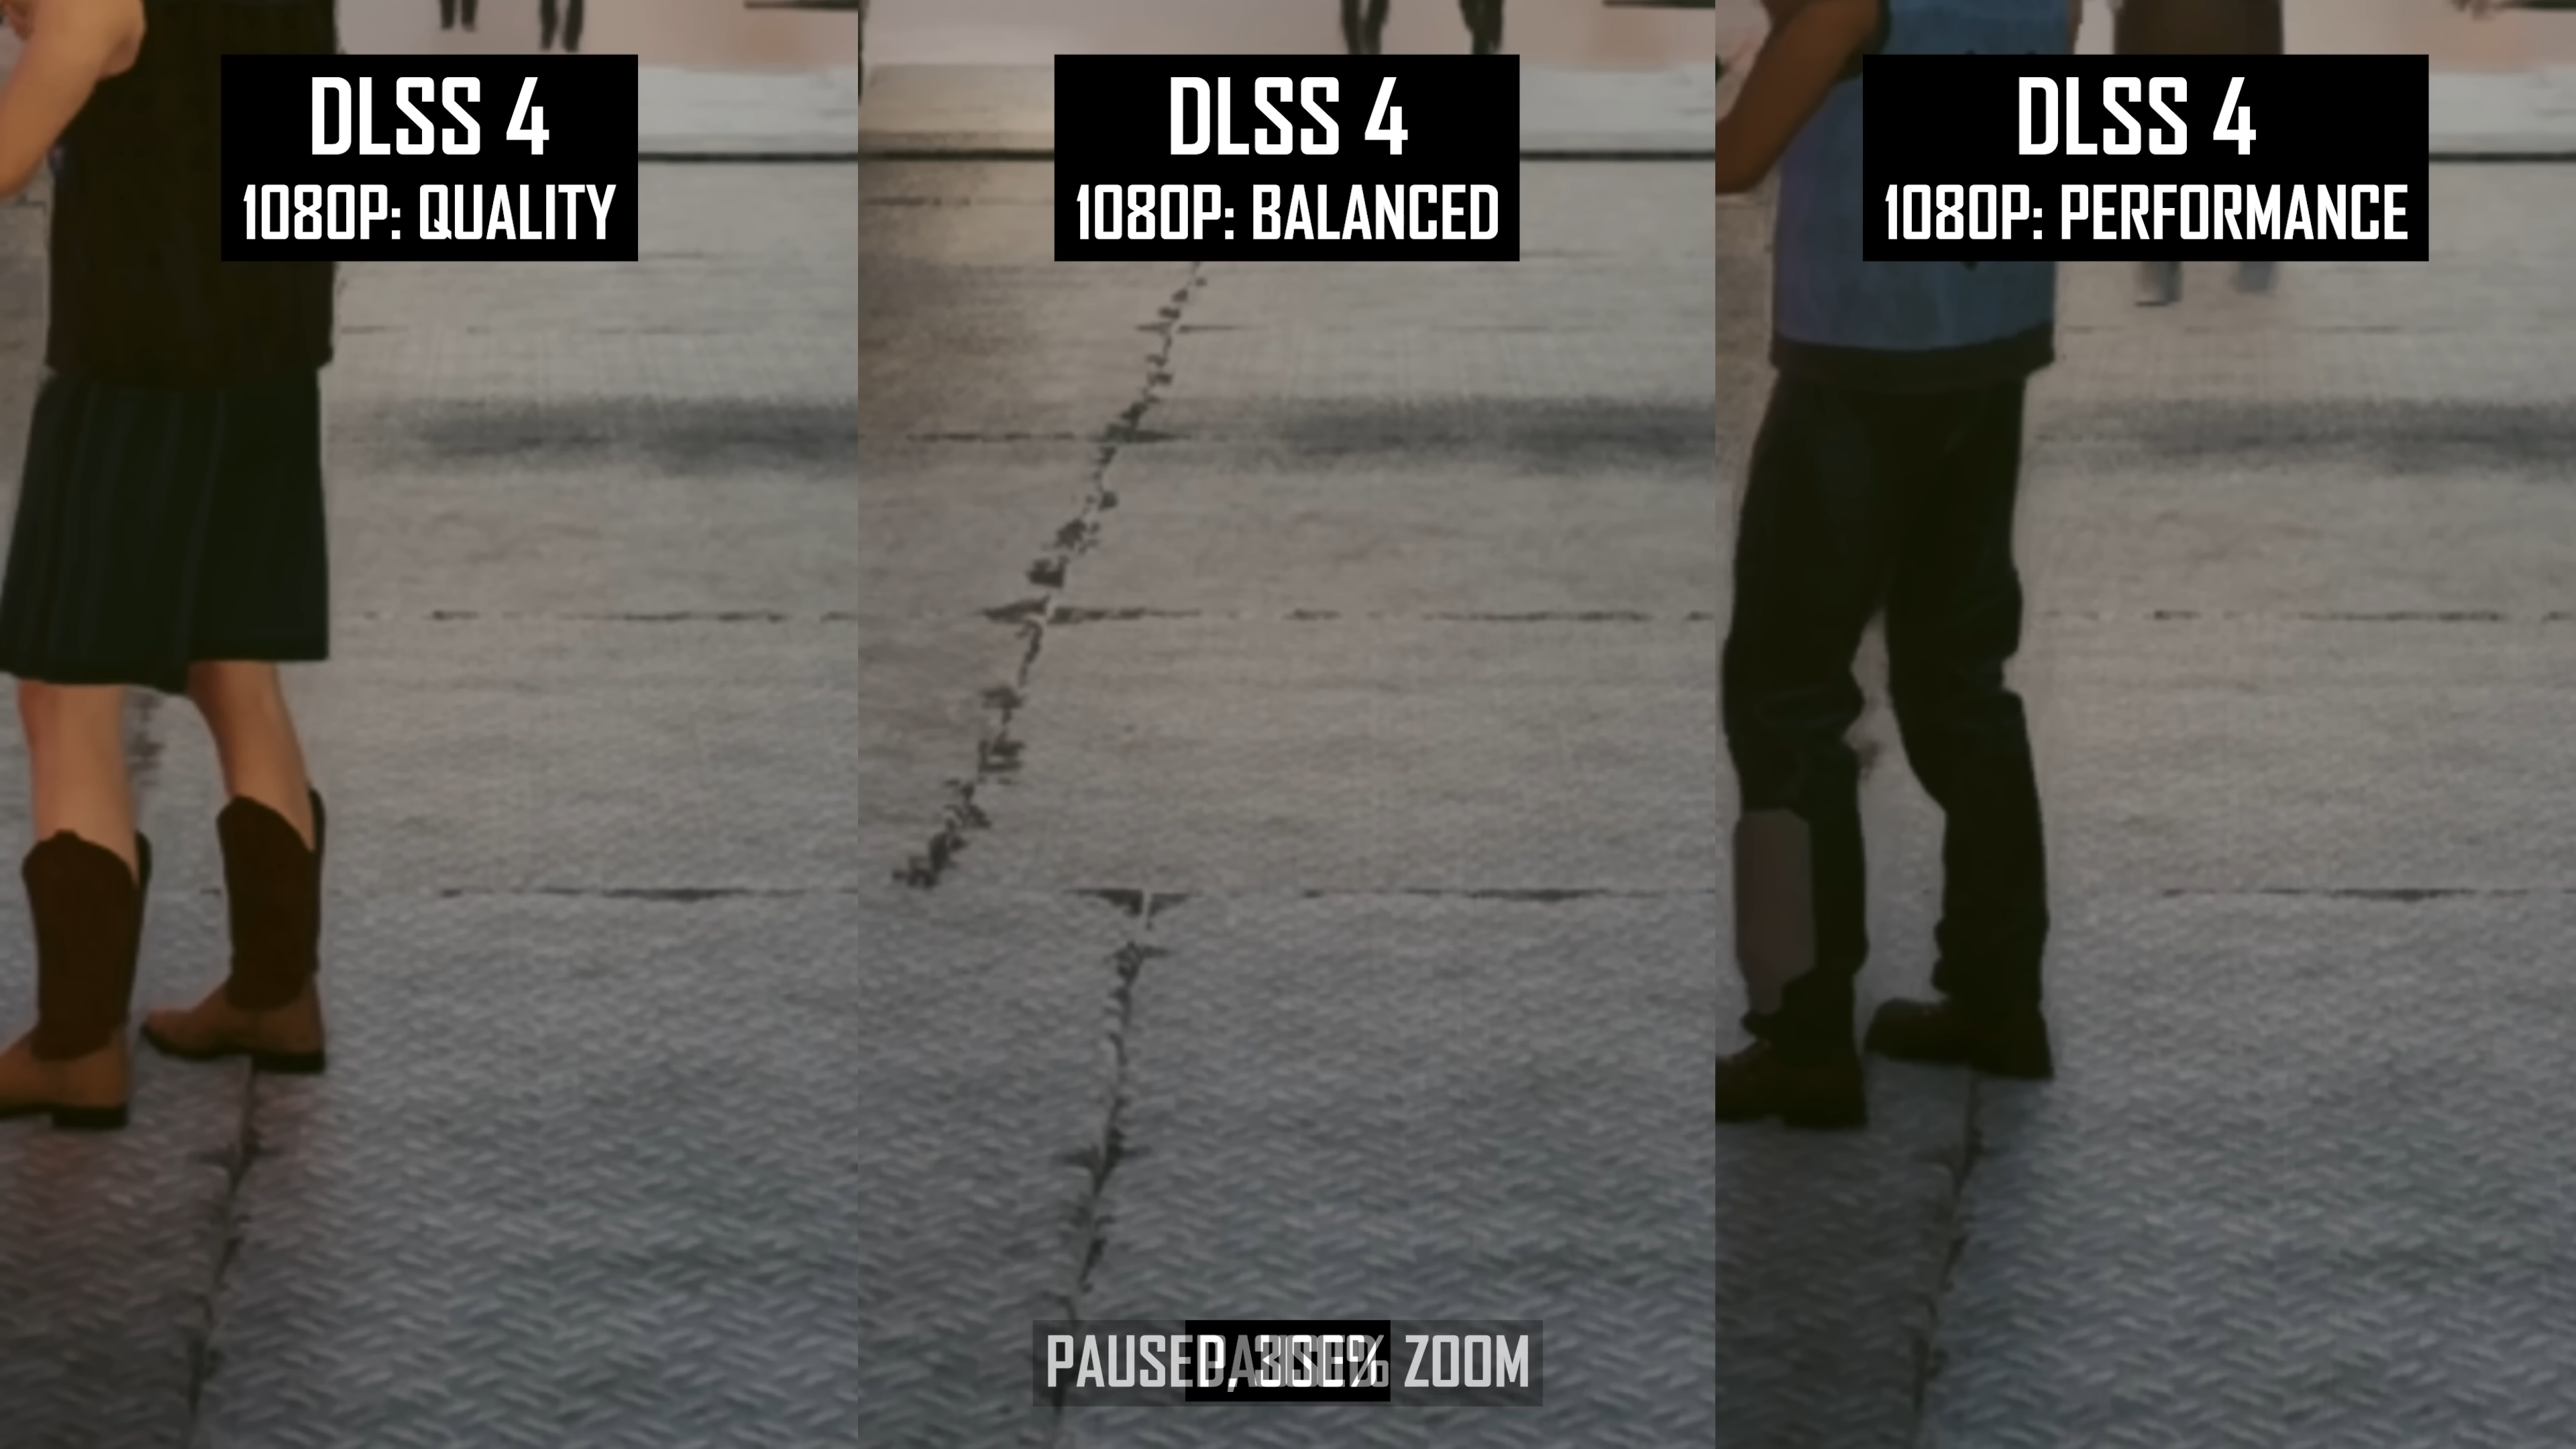 DLSS 4
1080P: QUALITY
DLSS 4
1080P: BALANCED
DLSS 4
1080P: PERFORMANCE
ZOOM